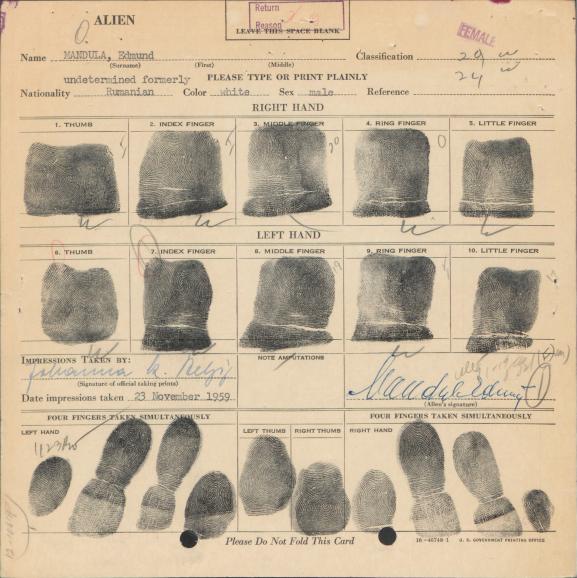 ALIEN
Return
Reason
LEAVE THIS SPACE BLANK
FEMALE
Name MANDULA, Edmund Classification 29 w
(Surname) (First) (Middle)
24 w
undetermined formerly PLEASE TYPE OR PRINT PLAINLY
Nationality Rumanian Color white Sex male Reference
RIGHT HAND
1. THUMB 2. INDEX FINGER 3. MIDDLE FINGER 4. RING FINGER 5. LITTLE FINGER
LEFT HAND
6. THUMB 7. INDEX FINGER 8. MIDDLE FINGER 9. RING FINGER 10. LITTLE FINGER
IMPRESSIONS TAKEN BY: NOTE AMPUTATIONS
Johanna
(Signature of official taking prints)
Mandula Edmund
Date impressions taken 23 November 1959 (Alien's signature)
FOUR FINGERS TAKEN SIMULTANEOUSLY FOUR FINGERS TAKEN SIMULTANEOUSLY
LEFT HAND LEFT THUMB RIGHT THUMB RIGHT HAND
Please Do Not Fold This Card 16—46748-1 U. S. GOVERNMENT PRINTING OFFICE